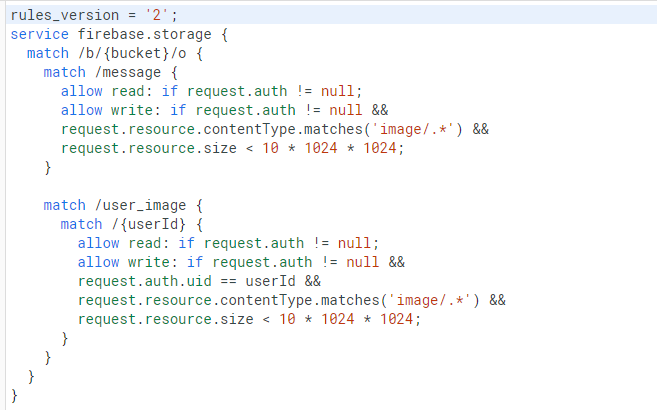 rules_version = '2';
service firebase.storage {
  match /b/{bucket}/o {
    match /message {
      allow read: if request.auth != null;
      allow write: if request.auth != null &&
      request.resource.contentType.matches('image/.*') &&
      request.resource.size < 10 * 1024 * 1024;
    }

    match /user_image {
      match /{userId} {
        allow read: if request.auth != null;
        allow write: if request.auth != null &&
        request.auth.uid == userId &&
        request.resource.contentType.matches('image/.*') &&
        request.resource.size < 10 * 1024 * 1024;
      }
    }
  }
}